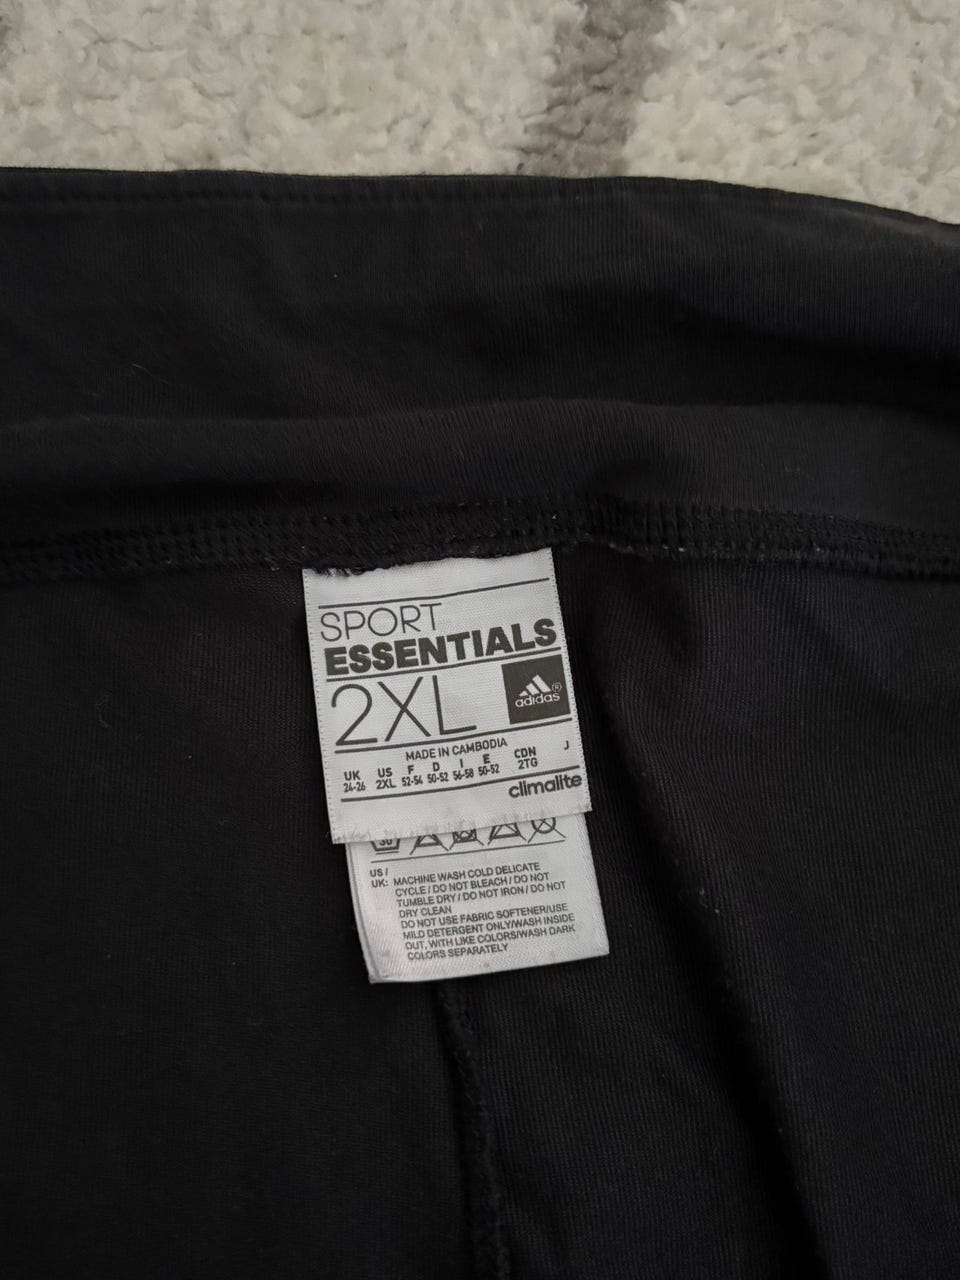 SPORT
ESSENTIALS
2XL
adidas®
MADE IN CAMBODIA
UK US F D I E CDN J
24-26 2XL 52-54 50-52 56-58 50-52 2TG
climalite
30
US /
UK: MACHINE WASH COLD DELICATE
CYCLE / DO NOT BLEACH / DO NOT
TUMBLE DRY / DO NOT IRON / DO NOT
DRY CLEAN
DO NOT USE FABRIC SOFTENER/USE
MILD DETERGENT ONLY/WASH INSIDE
OUT, WITH LIKE COLORS/WASH DARK
COLORS SEPARATELY